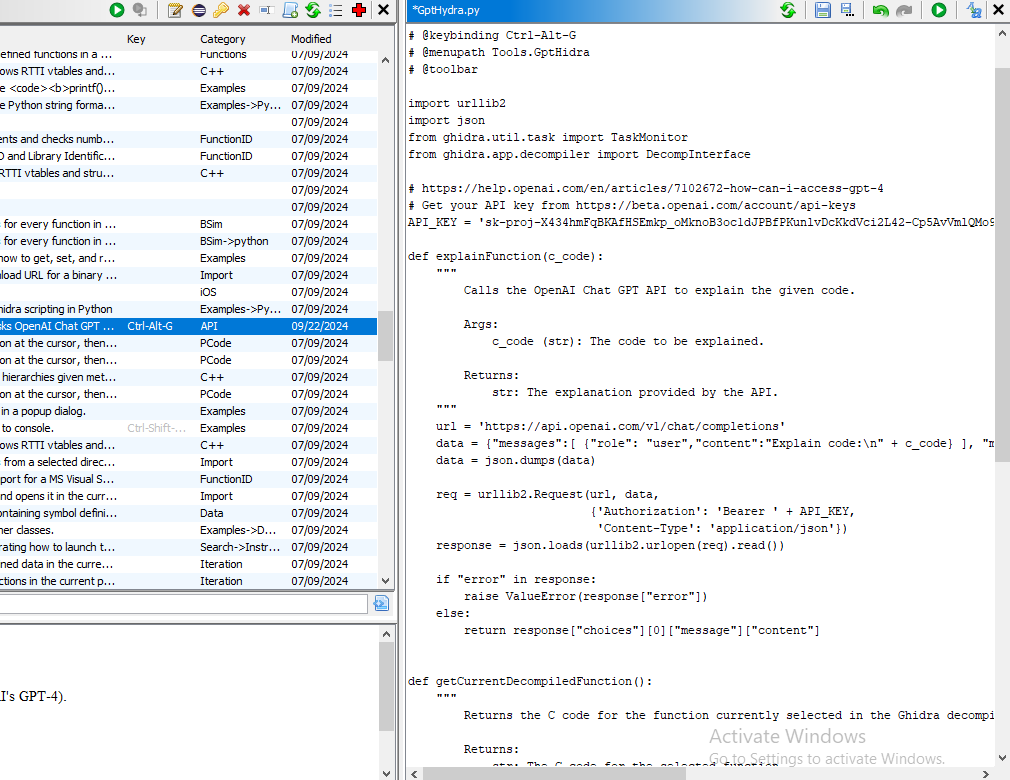 *GptHydra.py
Key Category Modified
efined functions in a ... Functions 07/09/2024
ows RTTI vtables and... C++ 07/09/2024
e <code><b>printf()... Examples 07/09/2024
e Python string forma... Examples->Py... 07/09/2024
07/09/2024
ents and checks numb... FunctionID 07/09/2024
D and Library Identific... FunctionID 07/09/2024
RTTI vtables and stru... C++ 07/09/2024
07/09/2024
07/09/2024
s for every function in ... BSim 07/09/2024
s for every function in ... BSim->python 07/09/2024
how to get, set, and r... Examples 07/09/2024
nload URL for a binary ... Import 07/09/2024
iOS 07/09/2024
hidra scripting in Python Examples->Py... 07/09/2024
sks OpenAI Chat GPT ... Ctrl-Alt-G API 09/22/2024
on at the cursor, then... PCode 07/09/2024
on at the cursor, then... PCode 07/09/2024
hierarchies given met... C++ 07/09/2024
on at the cursor, then... PCode 07/09/2024
in a popup dialog. Examples 07/09/2024
to console. Ctrl-Shift-... Examples 07/09/2024
ows RTTI vtables and... C++ 07/09/2024
s from a selected direc... Import 07/09/2024
port for a MS Visual S... FunctionID 07/09/2024
nd opens it in the curr... Import 07/09/2024
ontaining symbol defini... Data 07/09/2024
her classes. Examples->D... 07/09/2024
rating how to launch t... Search->Instr... 07/09/2024
ned data in the curre... Iteration 07/09/2024
ctions in the current p... Iteration 07/09/2024
I's GPT-4).
# @keybinding Ctrl-Alt-G
# @menupath Tools.GptHidra
# @toolbar
import urllib2
import json
from ghidra.util.task import TaskMonitor
from ghidra.app.decompiler import DecompInterface
# https://help.openai.com/en/articles/7102672-how-can-i-access-gpt-4
# Get your API key from https://beta.openai.com/account/api-keys
API_KEY =
def explainFunction(c_code):
"""
Calls the OpenAI Chat GPT API to explain the given code.
Args:
c_code (str): The code to be explained.
Returns:
str: The explanation provided by the API.
"""
url = 'https://api.openai.com/v1/chat/completions'
data = {"messages":[ {"role": "user","content":"Explain code:\n" + c_code} ], "m
data = json.dumps(data)
req = urllib2.Request(url, data,
{'Authorization': 'Bearer ' + API_KEY,
'Content-Type': 'application/json'})
response = json.loads(urllib2.urlopen(req).read())
if "error" in response:
raise ValueError(response["error"])
else:
return response["choices"][0]["message"]["content"]
def getCurrentDecompiledFunction():
"""
Returns the C code for the function currently selected in the Ghidra decompi
Returns:
str: The C code for the selected function
Activate Windows
Go to Settings to activate Windows.